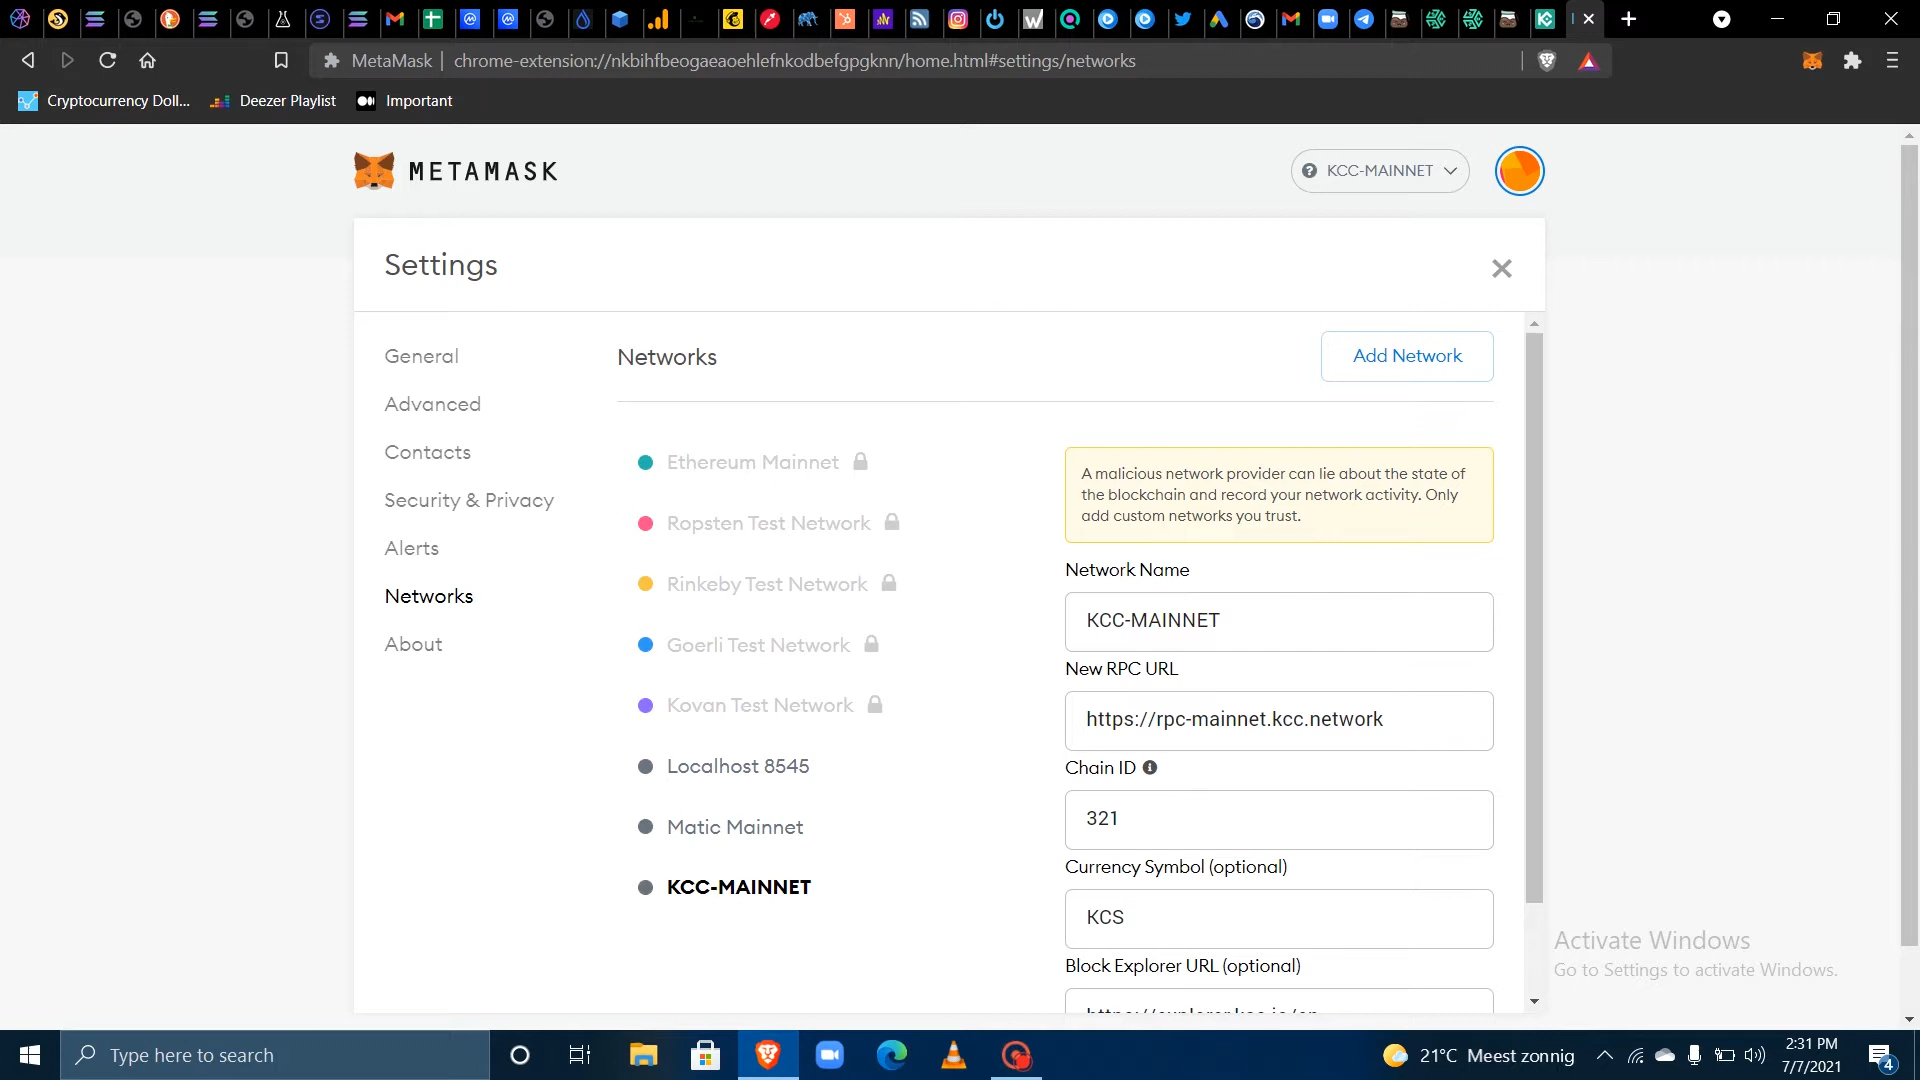 MetaMask
chrome-extension://nkbihfbeogaeaoehlefnkodbefgpgknn/home.html#settings/networks
Cryptocurrency Doll...
Deezer Playlist
Important
METAMASK
KCC-MAINNET
Settings
General
Advanced
Contacts
Security & Privacy
Alerts
Networks
About
Networks
Add Network
Ethereum Mainnet
Ropsten Test Network
Rinkeby Test Network
Goerli Test Network
Kovan Test Network
Localhost 8545
Matic Mainnet
KCC-MAINNET
A malicious network provider can lie about the state of
the blockchain and record your network activity. Only
add custom networks you trust.
Network Name
KCC-MAINNET
New RPC URL
https://rpc-mainnet.kcc.network
Chain ID
321
Currency Symbol (optional)
KCS
Block Explorer URL (optional)
Activate Windows
Go to Settings to activate Windows.
Type here to search
21°C Meest zonnig
2:31 PM
7/7/2021
4